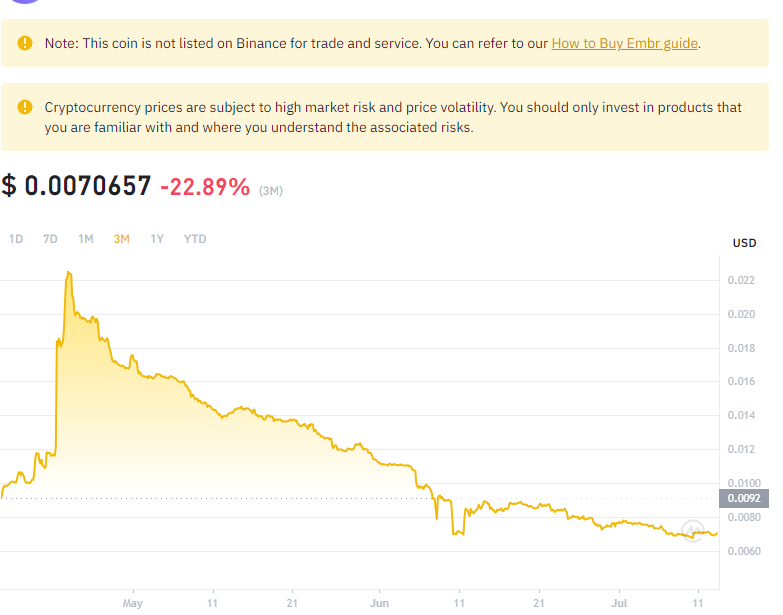 Note: This coin is not listed on Binance for trade and service. You can refer to our How to Buy Embr guide.
Cryptocurrency prices are subject to high market risk and price volatility. You should only invest in products that
you are familiar with and where you understand the associated risks.
$ 0.0070657 -22.89% (3M)
1D 7D 1M 3M 1Y YTD
USD
0.022
0.020
0.018
0.016
0.014
0.012
0.0100
0.0092
0.0080
0.0060
May 11 21 Jun 11 21 Jul 11